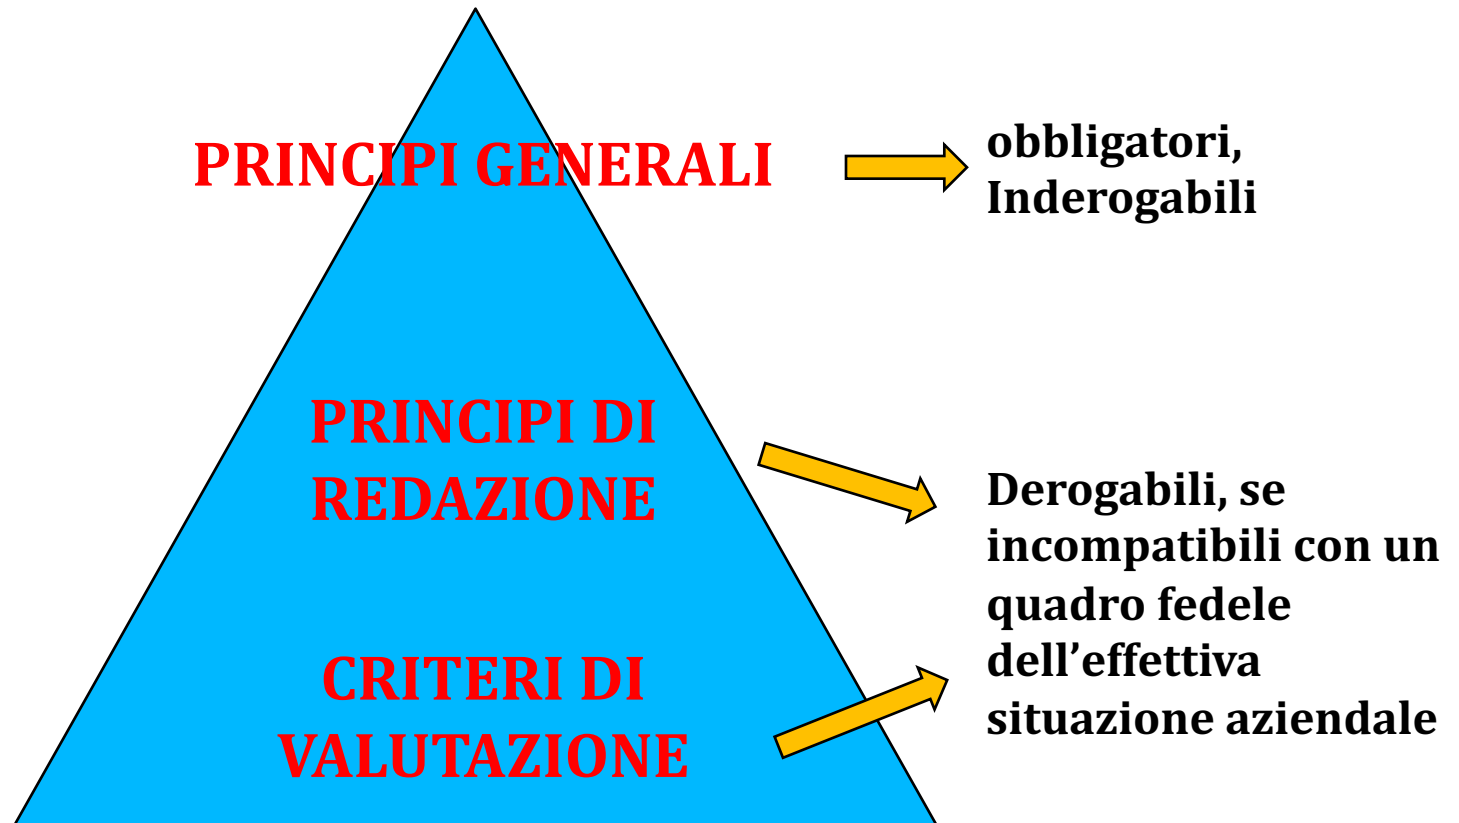 PRINCIPI GENERALI
obbligatori,
Inderogabili
PRINCIPI DI
REDAZIONE
Derogabili, se
incompatibili con un
quadro fedele
dell’effettiva
situazione aziendale
CRITERI DI
VALUTAZIONE